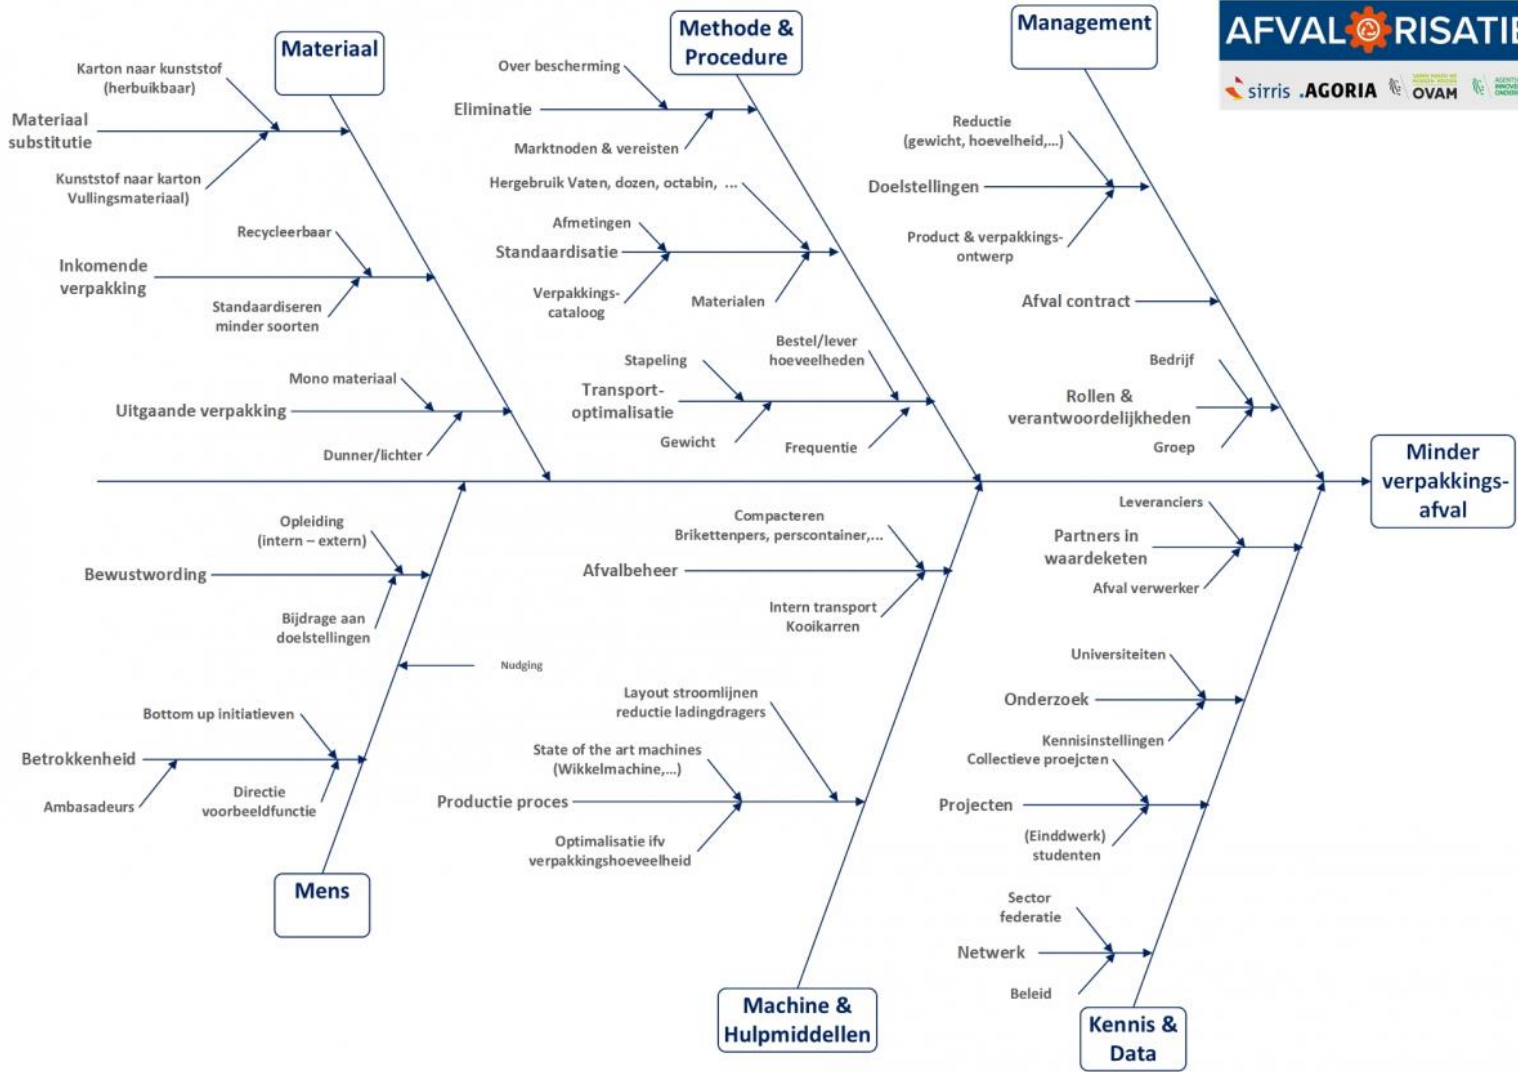 AFVAL RISATIE
sirris .AGORIA OVAM
Materiaal
Karton naar kunststof
(herbuikbaar)
Materiaal
substitutie
Kunststof naar karton
Vullingsmateriaal)
Recycleerbaar
Inkomende
verpakking
Standaardiseren
minder soorten
Mono materiaal
Uitgaande verpakking
Dunner/lichter
Methode &
Procedure
Over bescherming
Eliminatie
Marktnoden & vereisten
Hergebruik Vaten, dozen, octabin, ...
Afmetingen
Standaardisatie
Verpakkings-
cataloog
Materialen
Bestel/lever
hoeveelheden
Stapeling
Transport-
optimalisatie
Gewicht
Frequentie
Management
Reductie
(gewicht, hoevelheid,...)
Doelstellingen
Product & verpakkings-
ontwerp
Afval contract
Bedrijf
Rollen &
verantwoordelijkheden
Groep
Minder
verpakkings-
afval
Opleiding
(intern – extern)
Bewustwording
Bijdrage aan
doelstellingen
Nudging
Bottom up initiatieven
Betrokkenheid
Ambasadeurs
Directie
voorbeeldfunctie
Mens
Compacteren
Brikettenpers, perscontainer,...
Afvalbeheer
Intern transport
Kooikarren
Layout stroomlijnen
reductie ladingdragers
State of the art machines
(Wikkelmachine,...)
Productie proces
Optimalisatie ifv
verpakkingshoeveelheid
Machine &
Hulpmiddellen
Leveranciers
Partners in
waardeketen
Afval verwerker
Universiteiten
Onderzoek
Kennisinstellingen
Collectieve proejcten
Projecten
(Einddwerk)
studenten
Sector
federatie
Netwerk
Beleid
Kennis &
Data